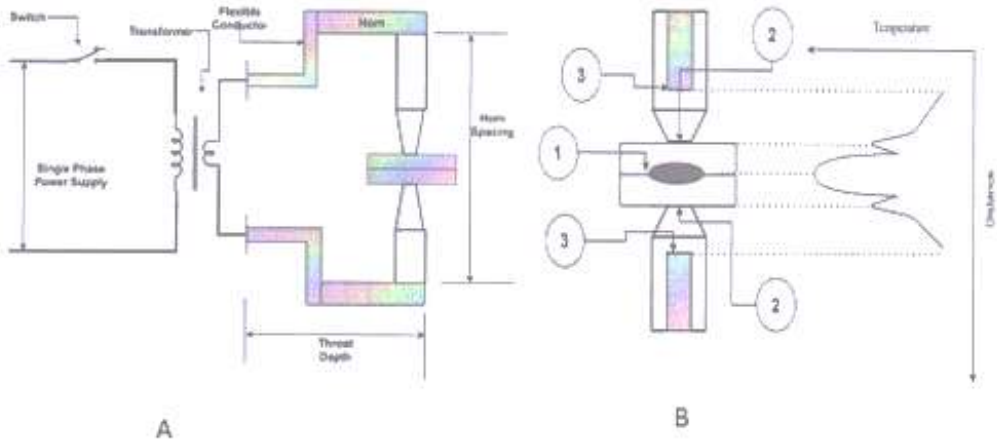 Switch
Transformer
Flexible
Conductor
Horn
Horn
Spacing
Single Phase
Power Supply
Throat
Depth
A
2
3
1
3
2
Temperature
Distance
B